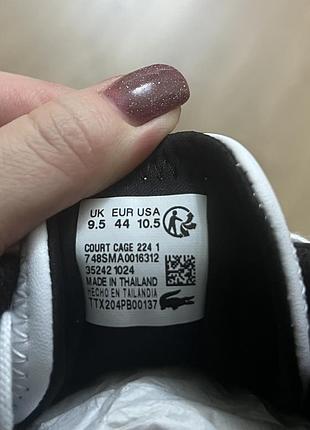 UK EUR USA
9.5 44 10.5
COURT CAGE 224 1
748SMA0016312
35242 1024
MADE IN THAILAND
HECHO EN TAILANDIA
TTX204PB00137